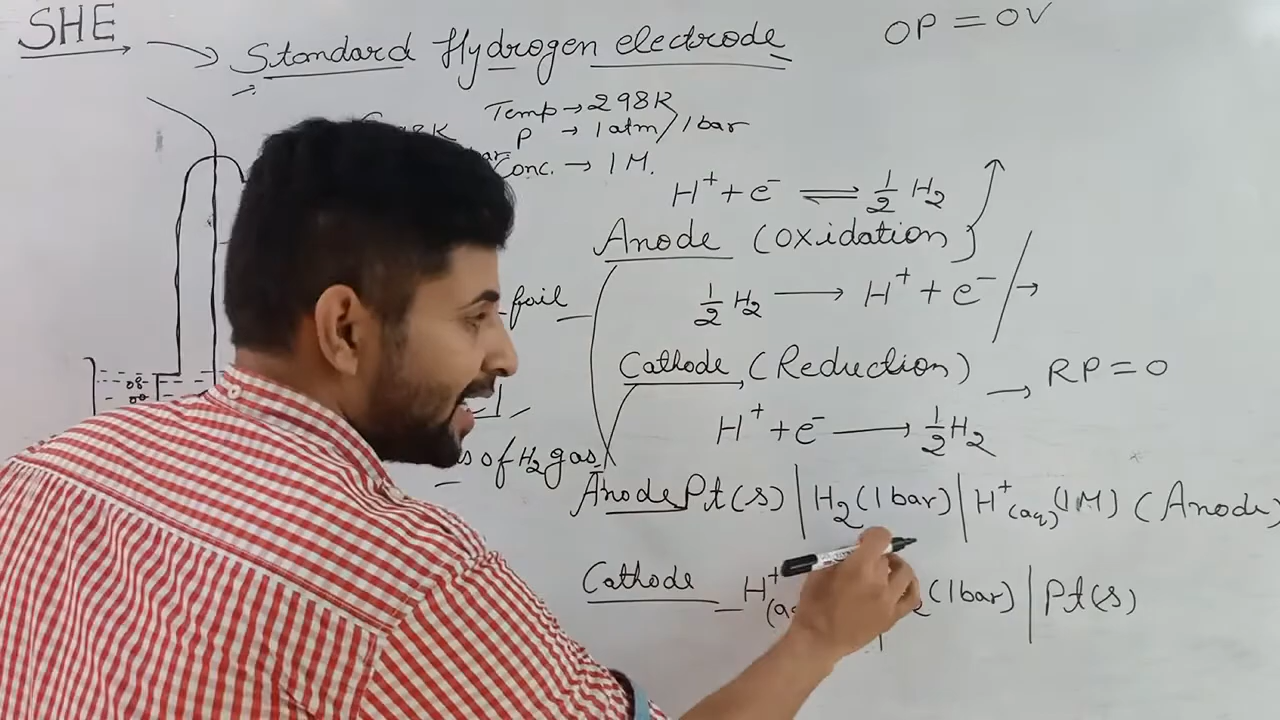 SHE → Standard Hydrogen electrode
OP = OV
Temp → 298K
P → 1atm/1bar
Conc. → 1M.
H⁺ + e⁻ ⇌ 1/2 H₂
Anode (Oxidation)
foil
1/2 H₂ → H⁺ + e⁻ →
Cathode, (Reduction) → RP = 0
H⁺ + e⁻ → 1/2 H₂
of H₂ gas
Anode Pt(s) | H₂(1bar) | H⁺(aq)(1M) (Anode)
Cathode H⁺ (1bar) | Pt(s)